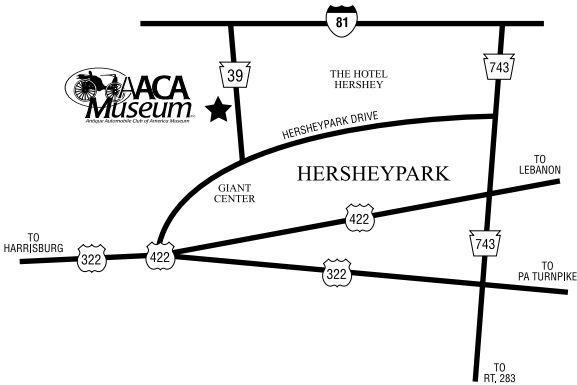 81
39
743
THE HOTEL
HERSHEY
AACA
Museum
Antique Automobile Club of America Museum
HERSHEYPARK DRIVE
HERSHEYPARK
TO
LEBANON
GIANT
CENTER
422
TO
HARRISBURG
322
422
743
322
TO
PA TURNPIKE
TO
RT, 283